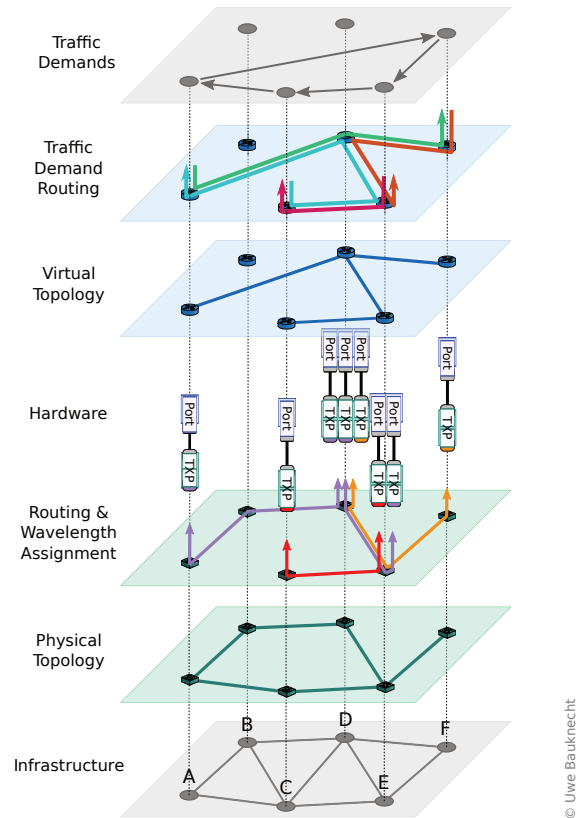 Traffic
Demands
Traffic
Demand
Routing
Virtual
Topology
Port
Port
Port
Port
TXP
TXP
TXP
TXP
Hardware
Port
TXP
Port
TXP
Port
Port
TXP
TXP
Routing &
Wavelength
Assignment
Physical
Topology
Infrastructure
A
B
C
D
E
F
© Uwe Bauknecht